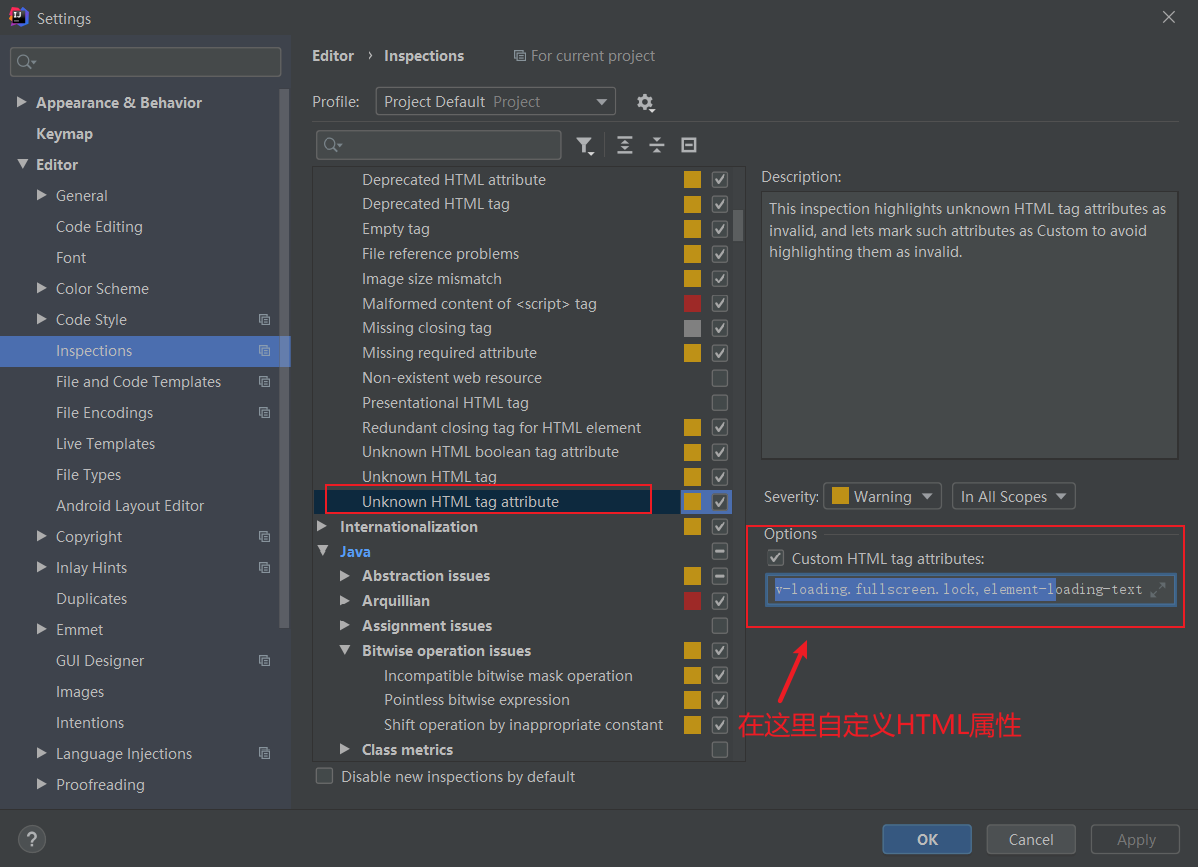 Settings
Editor › Inspections For current project
Profile: Project Default Project
Appearance & Behavior
Keymap
Editor
General
Code Editing
Font
Color Scheme
Code Style
Inspections
File and Code Templates
File Encodings
Live Templates
File Types
Android Layout Editor
Copyright
Inlay Hints
Duplicates
Emmet
GUI Designer
Images
Intentions
Language Injections
Proofreading
Deprecated HTML attribute
Deprecated HTML tag
Empty tag
File reference problems
Image size mismatch
Malformed content of <script> tag
Missing closing tag
Missing required attribute
Non-existent web resource
Presentational HTML tag
Redundant closing tag for HTML element
Unknown HTML boolean tag attribute
Unknown HTML tag
Unknown HTML tag attribute
Internationalization
Java
Abstraction issues
Arquillian
Assignment issues
Bitwise operation issues
Incompatible bitwise mask operation
Pointless bitwise expression
Shift operation by inappropriate constant
Class metrics
Disable new inspections by default
Description:
This inspection highlights unknown HTML tag attributes as
invalid, and lets mark such attributes as Custom to avoid
highlighting them as invalid.
Severity: Warning In All Scopes
Options
Custom HTML tag attributes:
v-loading.fullscreen.lock,element-loading-text
在这里自定义HTML属性
?
OK Cancel Apply